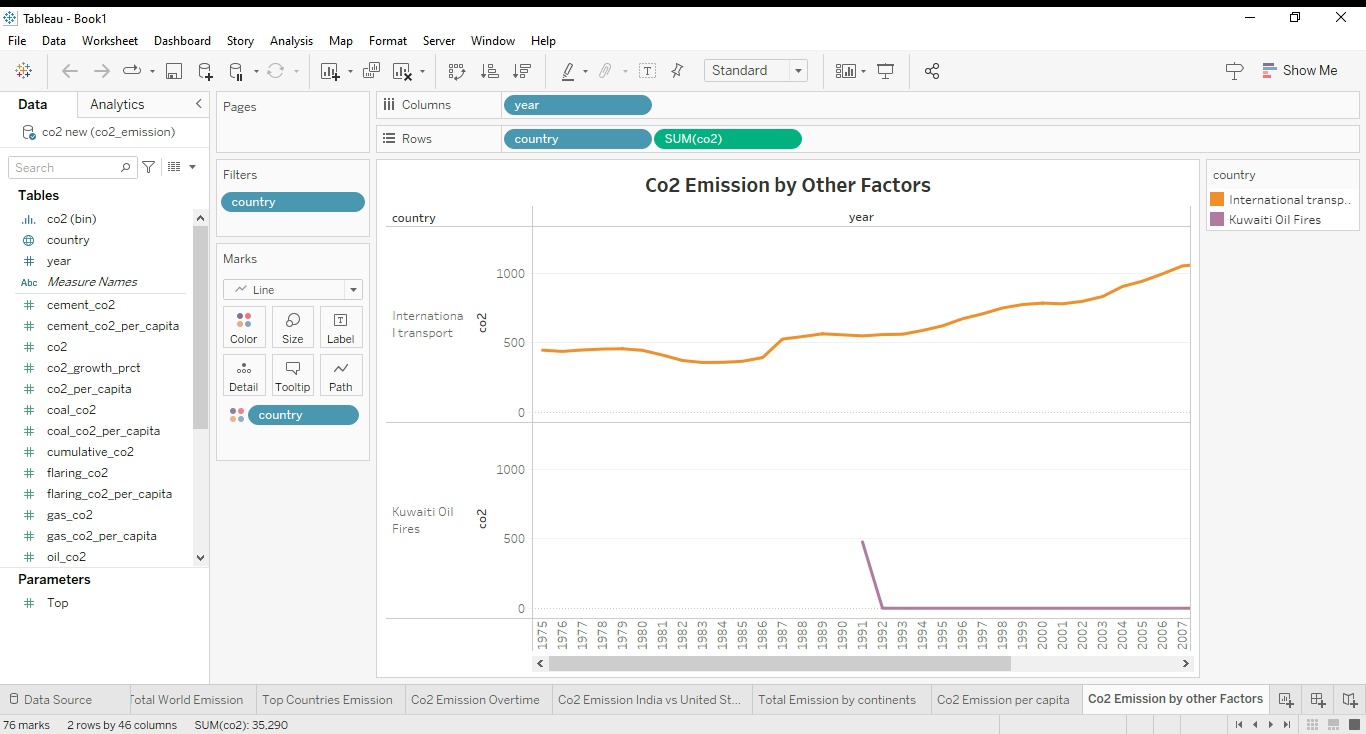 Tableau - Book1
File Data Worksheet Dashboard Story Analysis Map Format Server Window Help
Standard
Show Me
Data Analytics
co2 new (co2_emission)
Search
Tables
co2 (bin)
country
year
Abc Measure Names
cement_co2
cement_co2_per_capita
co2
co2_growth_prct
co2_per_capita
coal_co2
coal_co2_per_capita
cumulative_co2
flaring_co2
flaring_co2_per_capita
gas_co2
gas_co2_per_capita
oil_co2
Parameters
Top
Pages
Filters
country
Marks
Line
Color Size Label
Detail Tooltip Path
country
Columns year
Rows country SUM(co2)
Co2 Emission by Other Factors
country year
Internationa
l transport
co2
1000
500
0
Kuwaiti Oil
Fires
co2
1000
500
0
1975 1976 1977 1978 1979 1980 1981 1982 1983 1984 1985 1986 1987 1988 1989 1990 1991 1992 1993 1994 1995 1996 1997 1998 1999 2000 2001 2002 2003 2004 2005 2006 2007
country
International transp..
Kuwaiti Oil Fires
Data Source Total World Emission Top Countries Emission Co2 Emission Overtime Co2 Emission India vs United St... Total Emission by continents Co2 Emission per capita Co2 Emission by other Factors
76 marks 2 rows by 46 columns SUM(co2): 35,290